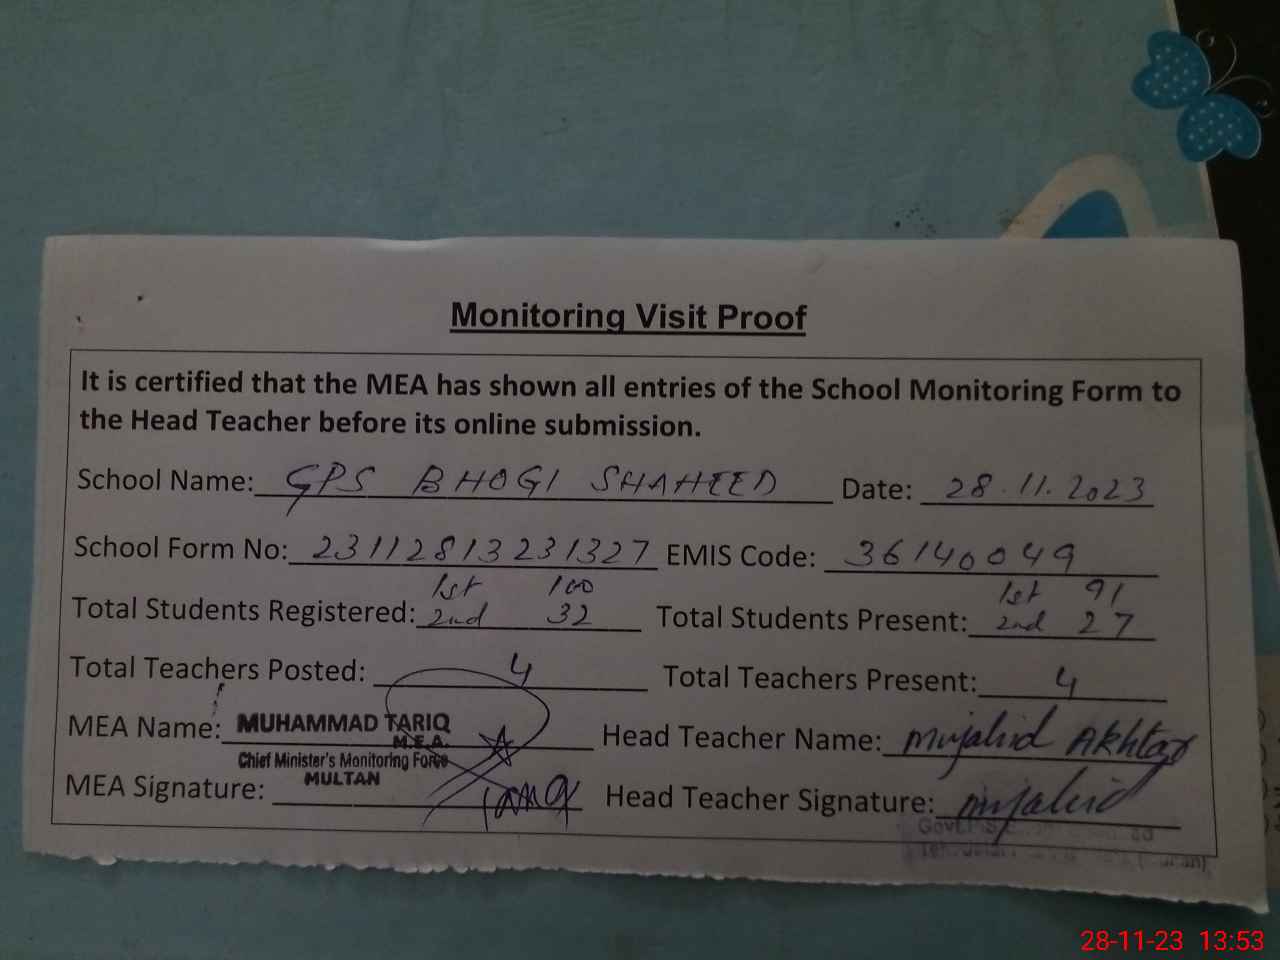 Monitoring Visit Proof
It is certified that the MEA has shown all entries of the School Monitoring Form to
the Head Teacher before its online submission.
School Name: GPS BHOGI SHAHEED Date: 28.11.2023
School Form No: 23112813231327 EMIS Code: 36140049
1st 100 1st 91
Total Students Registered: 2nd 32 Total Students Present: 2nd 27
Total Teachers Posted: 4 Total Teachers Present: 4
MEA Name: MUHAMMAD TARIQ Head Teacher Name: Mujahid Akhtar
M.E.A.
Chief Minister's Monitoring Force
MULTAN
MEA Signature: Tariq Head Teacher Signature: Mujahid
28-11-23 13:53